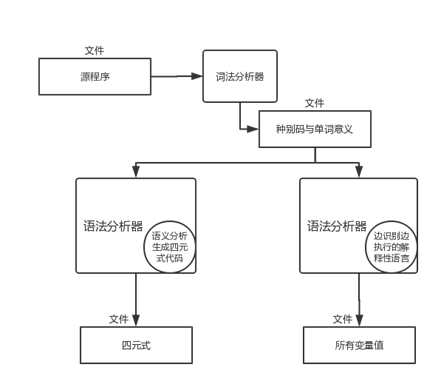 文件
源程序
词法分析器
文件
种别码与单词意义
语法分析器
语义分析
生成四元
式代码
语法分析器
边识别边
执行的解
释性语言
文件
四元式
文件
所有变量值